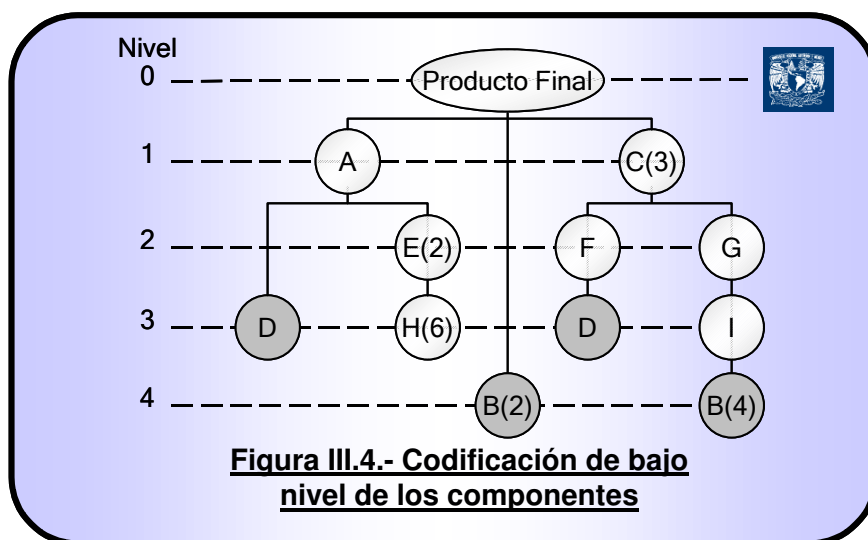 Nivel
0 Producto Final
1 A C(3)
2 E(2) F G
3 D H(6) D I
4 B(2) B(4)
Figura III.4.- Codificación de bajo
nivel de los componentes